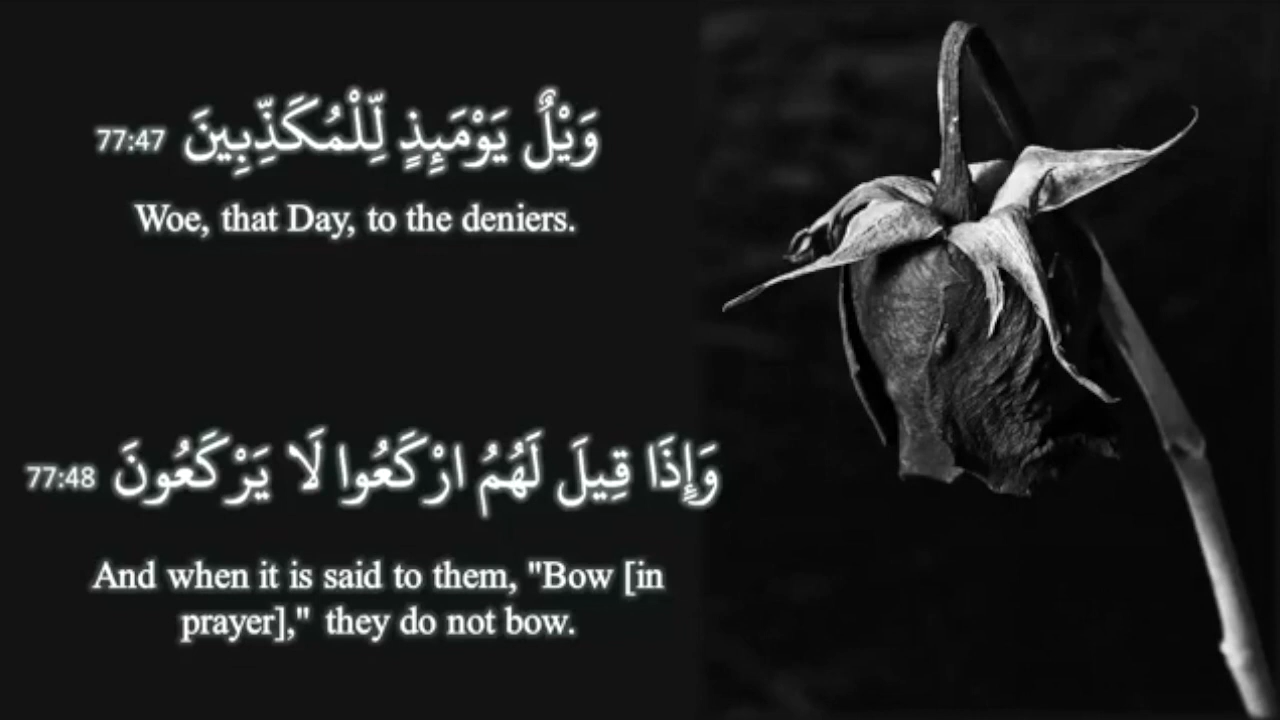 وَيْلٌ يَوْمَئِذٍ لِّلْمُكَذِّبِينَ 77:47
Woe, that Day, to the deniers.
وَإِذَا قِيلَ لَهُمُ ارْكَعُوا لَا يَرْكَعُونَ 77:48
And when it is said to them, "Bow [in
prayer]," they do not bow.